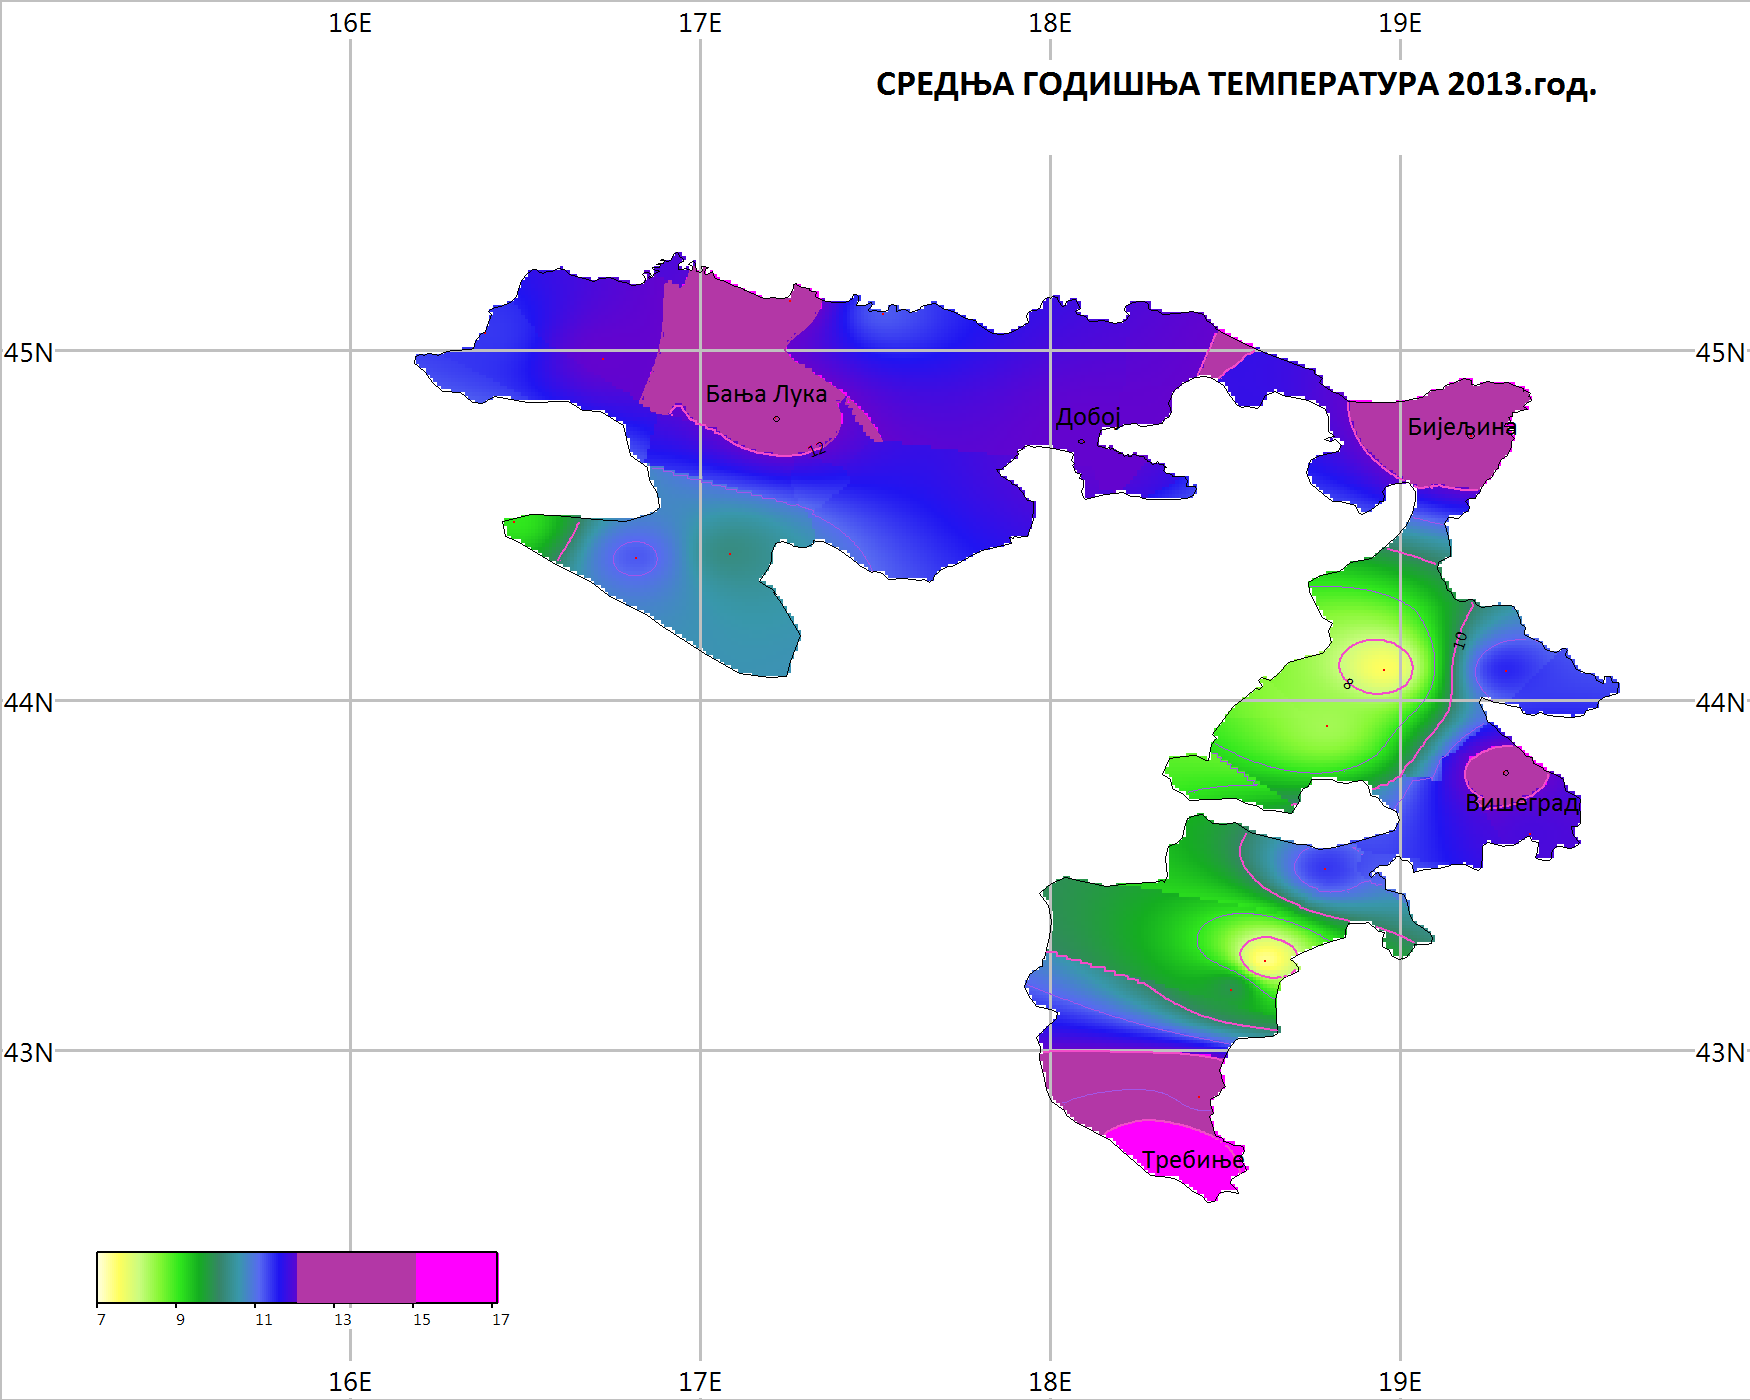 16E 17E 18E 19E
СРЕДЊА ГОДИШЊА ТЕМПЕРАТУРА 2013.год.
45N 45N
Бања Лука
Добој
Бијељина
12
10
8
44N 44N
Вишеград
43N 43N
Требиње
7 9 11 13 15 17
16E 17E 18E 19E